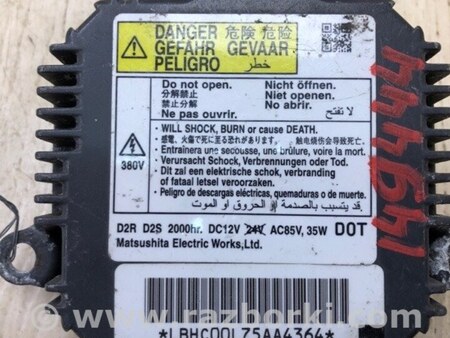 DANGER 危険 危险
GEFAHR GEVAAR
PELIGRO خطر
Do not open.
分解禁止
分解禁止
Ne pas ouvrir.
Nicht öffnen.
Niet openen.
No abrir.
لا تفتح
380V
• WILL SHOCK, BURN or cause DEATH.
• 感電、火傷で死に至る恐れがあります。 • 触电烧伤会导致死亡.
• Entraînera une secousse, une brûlure, voire la mort.
• Verursacht Schock, Verbrennungen oder Tod.
• Dit zal een elektrische schok, verbranding
of fataal letsel veroorzaken.
• Peligro de descargas eléctricas, quemaduras o de muerte.
قد يتسبب بالصدمة أو الحروق أو الموت
D2R D2S 2000hr. DC12V 24V AC85V, 35W DOT
Matsushita Electric Works,Ltd.
*LRHC00L75AA4364*
www.razborki.com